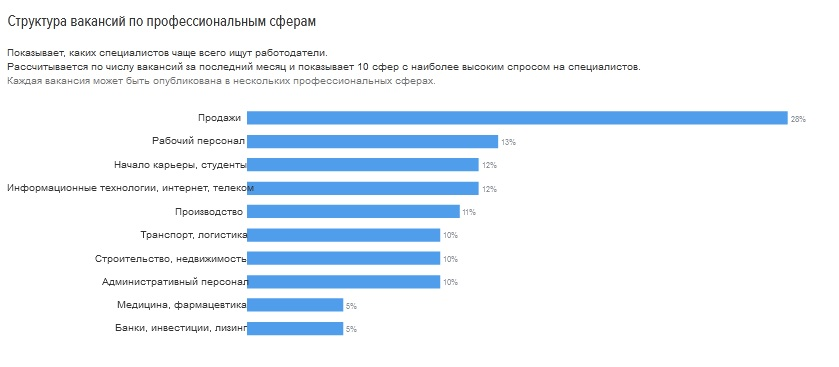 Структура вакансий по профессиональным сферам
Показывает, каких специалистов чаще всего ищут работодатели.
Рассчитывается по числу вакансий за последний месяц и показывает 10 сфер с наиболее высоким спросом на специалистов.
Каждая вакансия может быть опубликована в нескольких профессиональных сферах.
Продажи 28%
Рабочий персонал 13%
Начало карьеры, студенты 12%
Информационные технологии, интернет, телеком 12%
Производство 11%
Транспорт, логистика 10%
Строительство, недвижимость 10%
Административный персонал 10%
Медицина, фармацевтика 5%
Банки, инвестиции, лизинг 5%